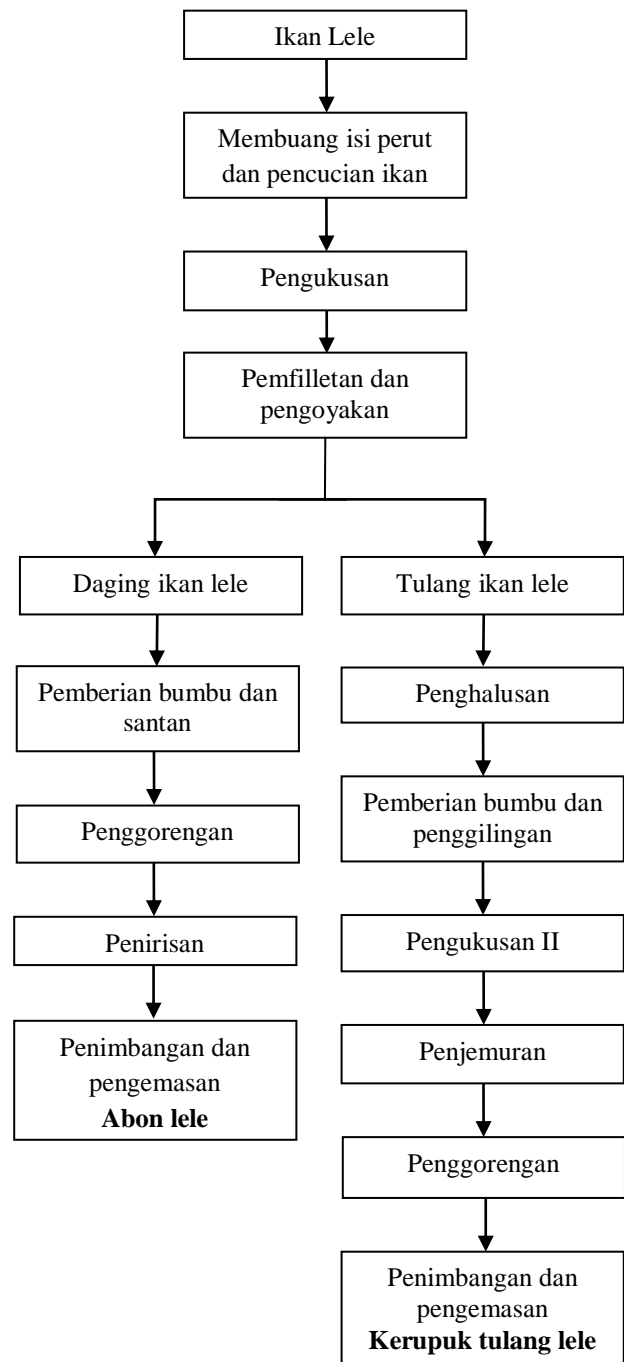 Ikan Lele
Membuang isi perut
dan pencucian ikan
Pengukusan
Pemfilletan dan
pengoyakan
Daging ikan lele
Pemberian bumbu dan
santan
Penggorengan
Penirisan
Penimbangan dan
pengemasan
Abon lele
Tulang ikan lele
Penghalusan
Pemberian bumbu dan
penggilingan
Pengukusan II
Penjemuran
Penggorengan
Penimbangan dan
pengemasan
Kerupuk tulang lele